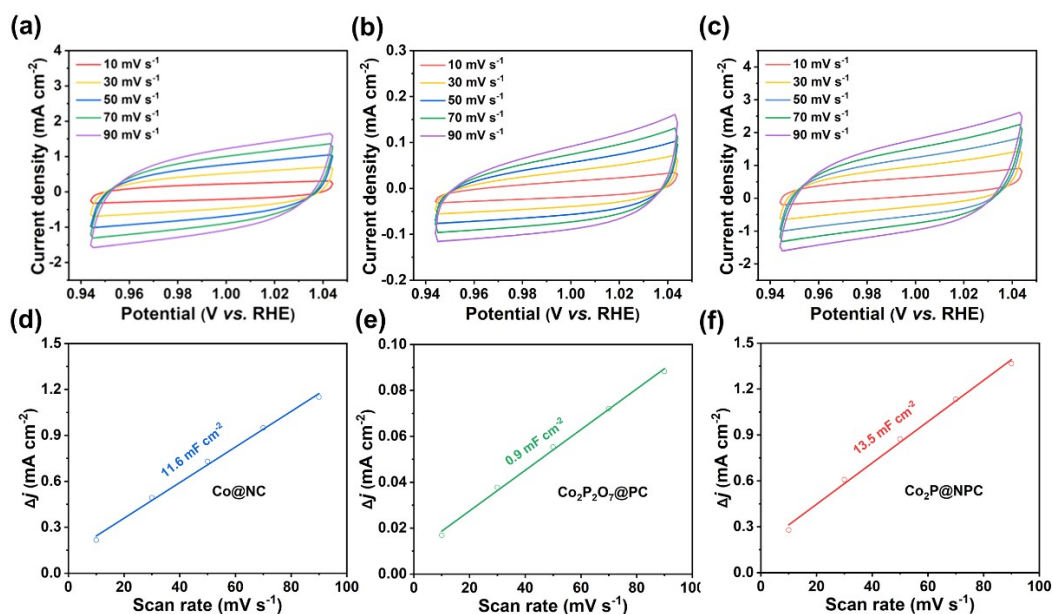 (a)
4
3
2
1
0
-1
-2
Current density (mA cm⁻²)
10 mV s⁻¹
30 mV s⁻¹
50 mV s⁻¹
70 mV s⁻¹
90 mV s⁻¹
0.94 0.96 0.98 1.00 1.02 1.04
Potential (V vs. RHE)
(b)
0.3
0.2
0.1
0.0
-0.1
-0.2
Current density (mA cm⁻²)
10 mV s⁻¹
30 mV s⁻¹
50 mV s⁻¹
70 mV s⁻¹
90 mV s⁻¹
0.94 0.96 0.98 1.00 1.02 1.04
Potential (V vs. RHE)
(c)
4
3
2
1
0
-1
-2
Current density (mA cm⁻²)
10 mV s⁻¹
30 mV s⁻¹
50 mV s⁻¹
70 mV s⁻¹
90 mV s⁻¹
0.94 0.96 0.98 1.00 1.02 1.04
Potential (V vs. RHE)
(d)
1.5
1.2
0.9
0.6
0.3
0.0
Δj (mA cm⁻²)
11.6 mF cm⁻²
Co@NC
0 20 40 60 80 100
Scan rate (mV s⁻¹)
(e)
0.10
0.08
0.06
0.04
0.02
0.00
Δj (mA cm⁻²)
0.9 mF cm⁻²
Co₂P₂O₇@PC
0 20 40 60 80 100
Scan rate (mV s⁻¹)
(f)
1.5
1.2
0.9
0.6
0.3
0.0
Δj (mA cm⁻²)
13.5 mF cm⁻²
Co₂P@NPC
0 20 40 60 80 100
Scan rate (mV s⁻¹)